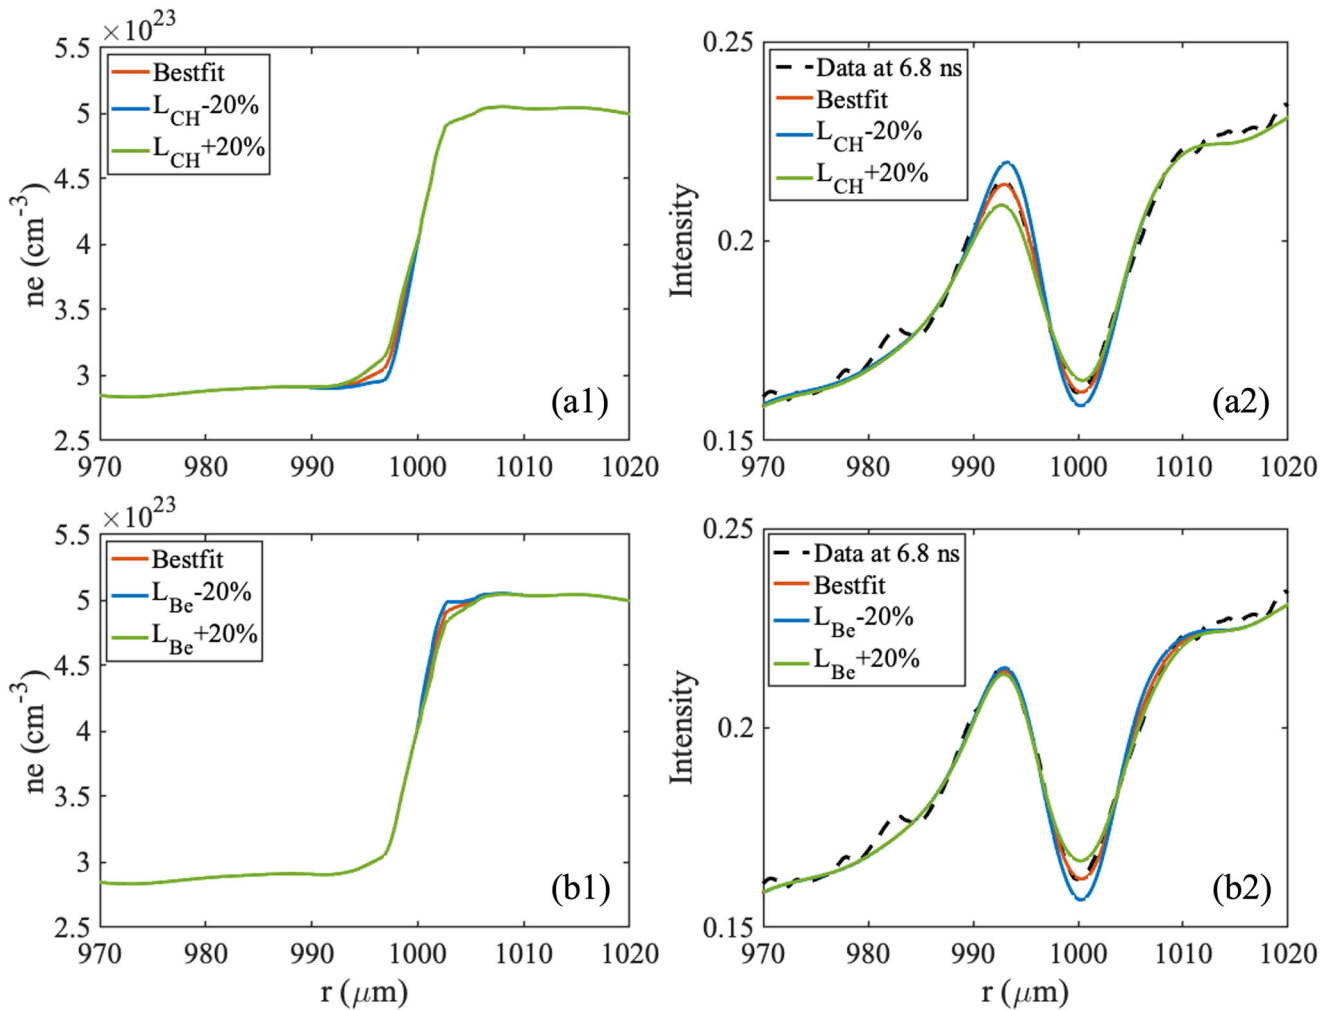 ×10²³
5.5
5
4.5
4
3.5
3
2.5
ne (cm⁻³)
Bestfit
L_CH-20%
L_CH+20%
(a1)
970 980 990 1000 1010 1020
0.25
0.2
0.15
Intensity
Data at 6.8 ns
Bestfit
L_CH-20%
L_CH+20%
(a2)
970 980 990 1000 1010 1020
×10²³
5.5
5
4.5
4
3.5
3
2.5
ne (cm⁻³)
Bestfit
L_Be-20%
L_Be+20%
(b1)
970 980 990 1000 1010 1020
r (μm)
0.25
0.2
0.15
Intensity
Data at 6.8 ns
Bestfit
L_Be-20%
L_Be+20%
(b2)
970 980 990 1000 1010 1020
r (μm)